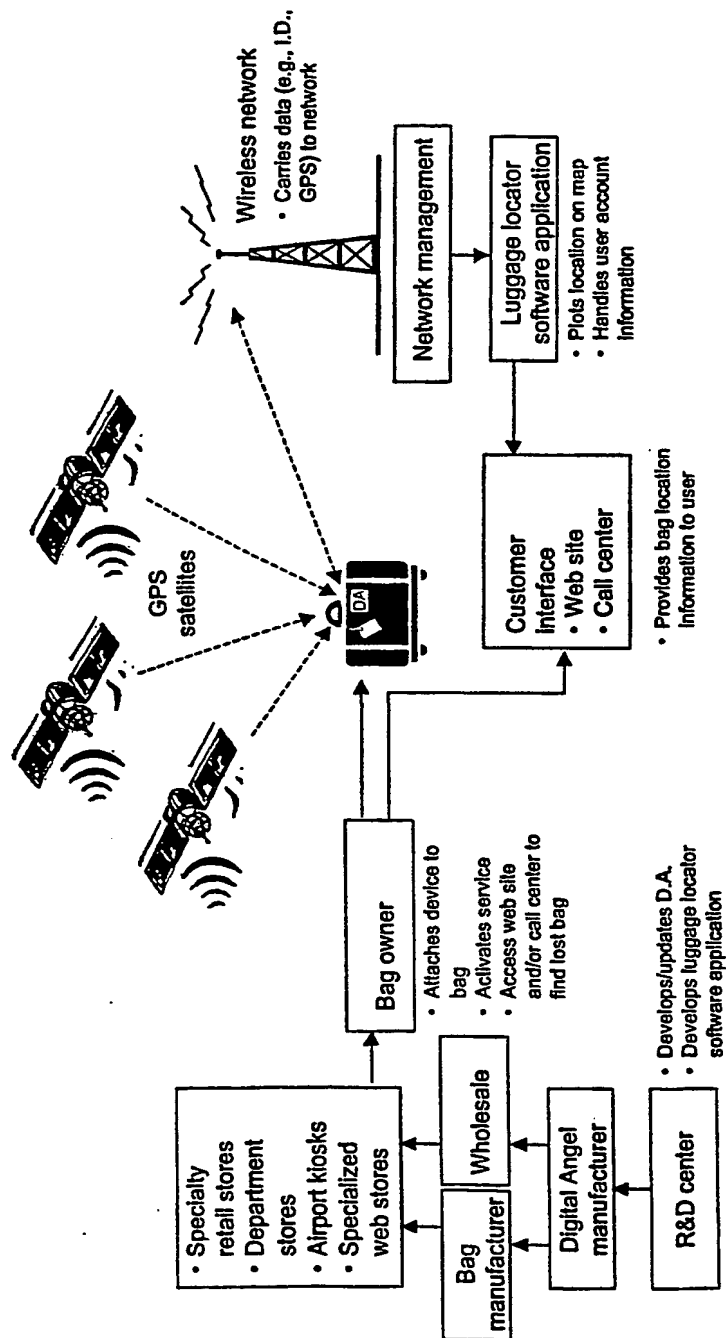 • Specialty
retail stores
• Department
stores
• Airport kiosks
• Specialized
web stores
Bag
manufacturer
Wholesale
Digital Angel
manufacturer
R&D center
• Develops/updates D.A.
• Develops luggage locator
software application
Bag owner
• Attaches device to
bag
• Activates service
• Access web site
and/or call center to
find lost bag
GPS
satellites
DA
Customer
interface
• Web site
• Call center
• Provides bag location
information to user
Wireless network
• Carries data (e.g., I.D.,
GPS) to network
Network management
Luggage locator
software application
• Plots location on map
• Handles user account
information